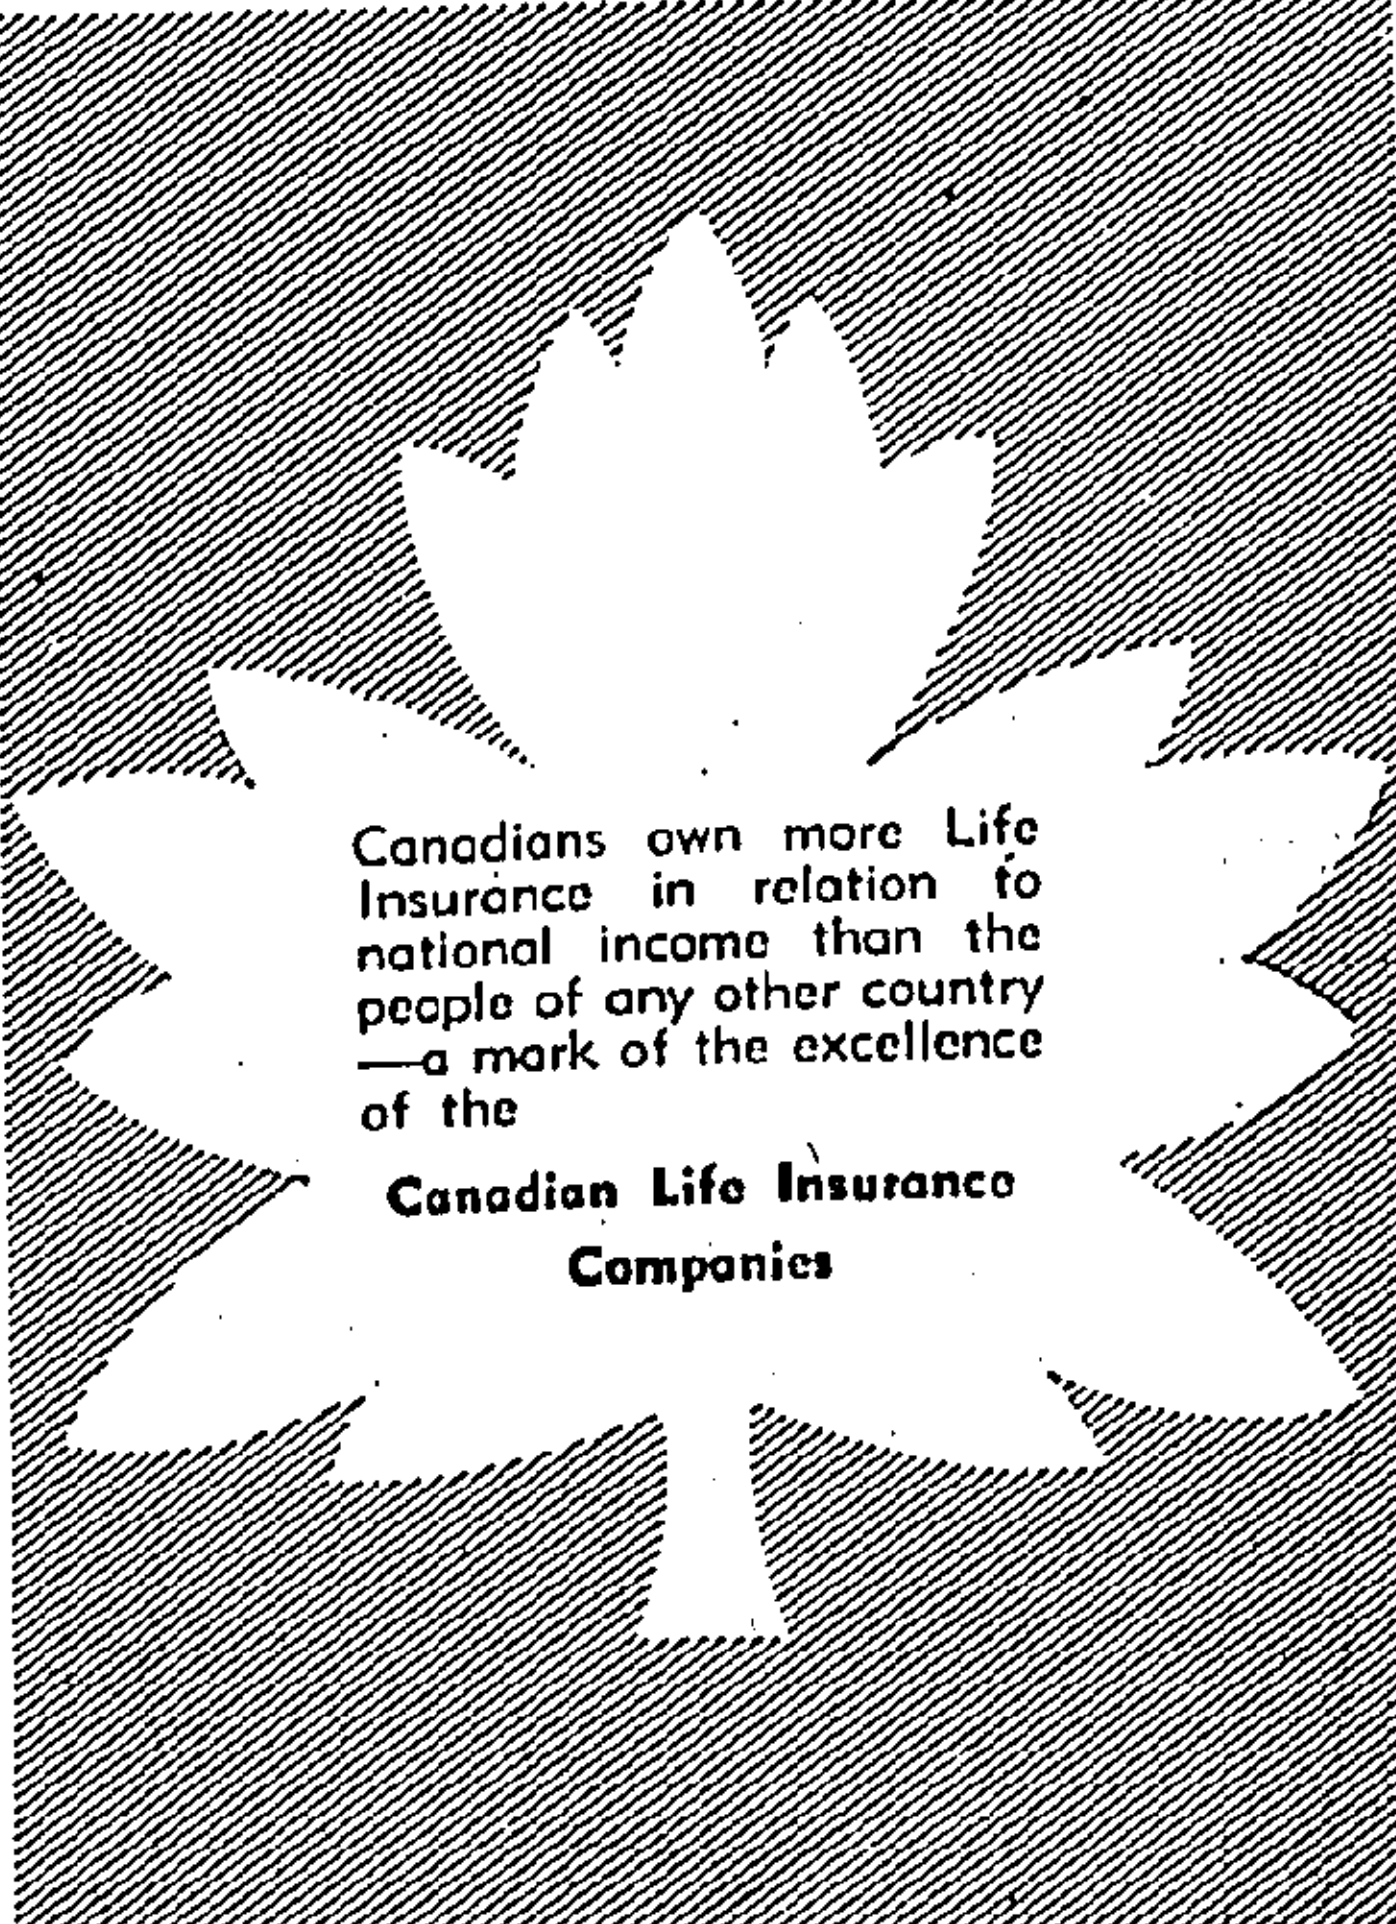 Canadians own more Life
Insurance in relation to
national income than the
people of any other country
—a mark of the excellence
of the
Canadian Life Insurance
Companies